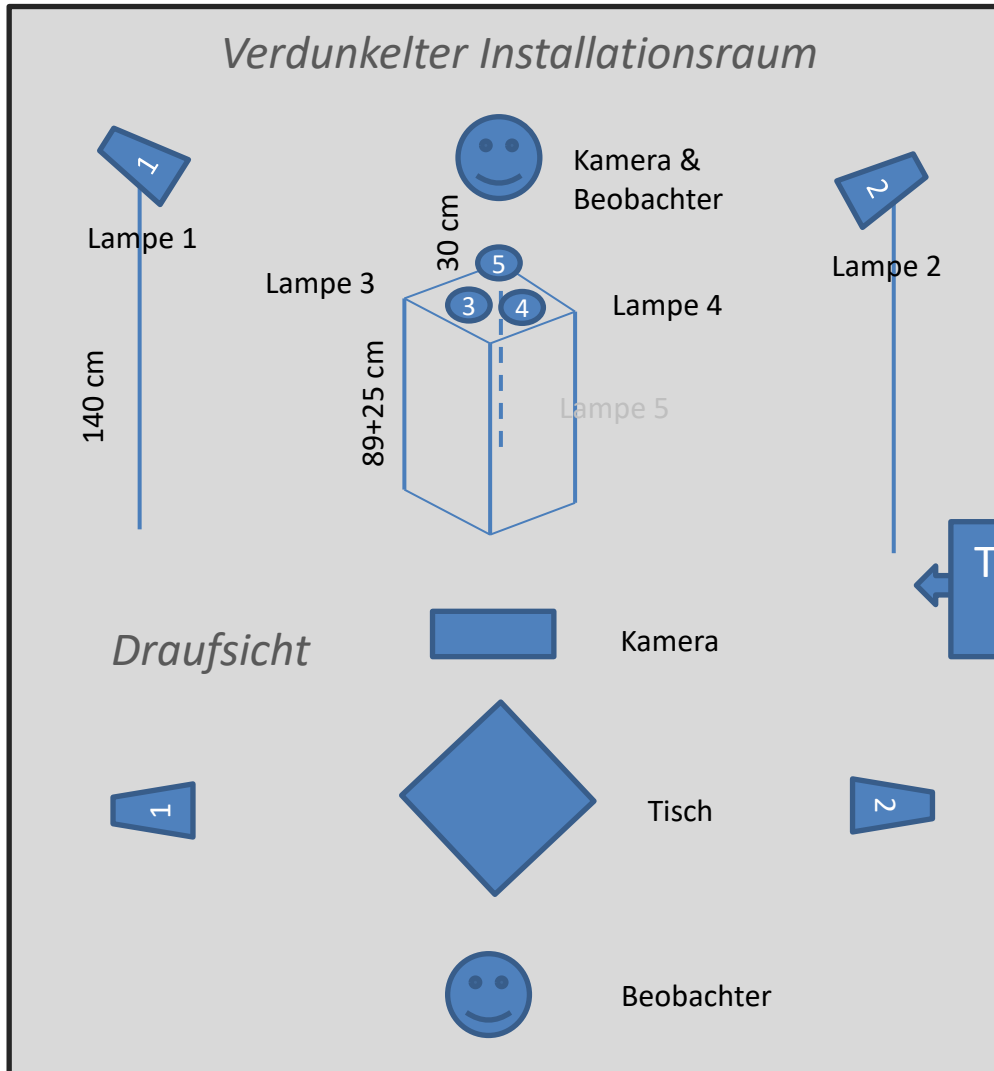 Verdunkelter Installationsraum
1
Kamera &
Beobachter
2
Lampe 1
30 cm
Lampe 2
5
Lampe 3
3
4
Lampe 4
140 cm
89+25 cm
Lampe 5
T
Draufsicht
Kamera
1
Tisch
2
Beobachter